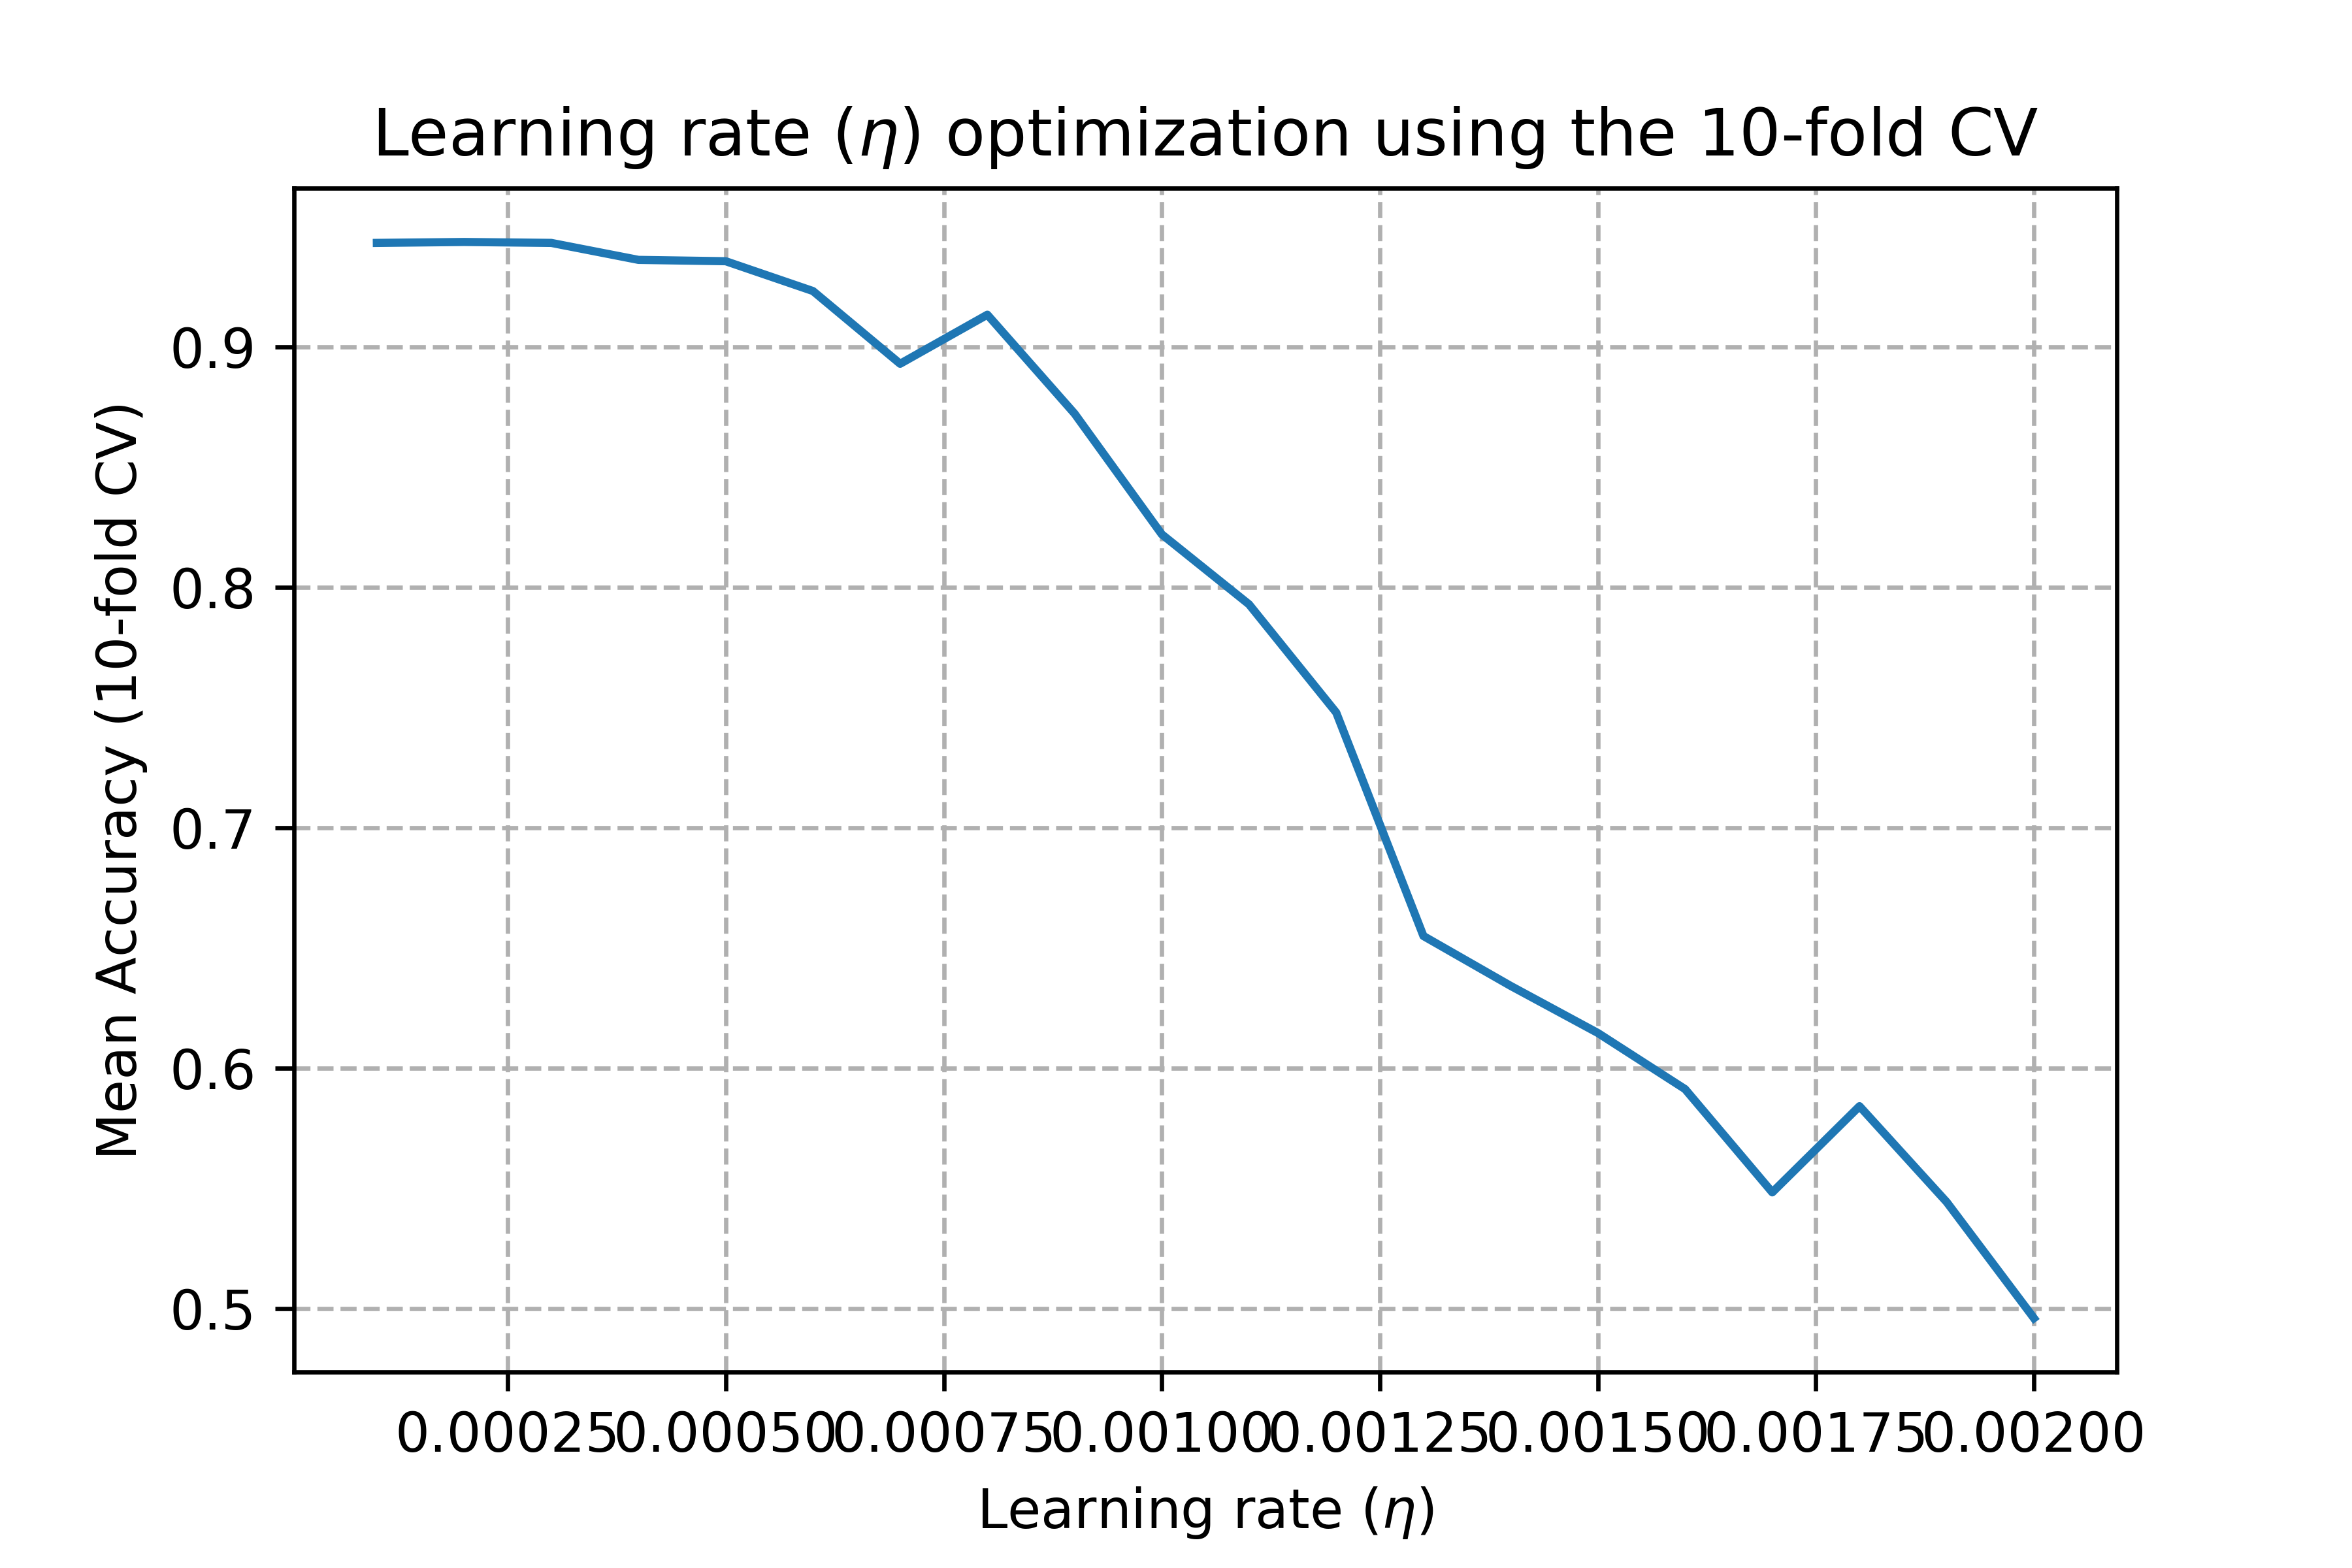 Learning rate (η) optimization using the 10-fold CV
Mean Accuracy (10-fold CV)
0.9
0.8
0.7
0.6
0.5
0.00025 0.00050 0.00075 0.00100 0.00125 0.00150 0.00175 0.00200
Learning rate (η)